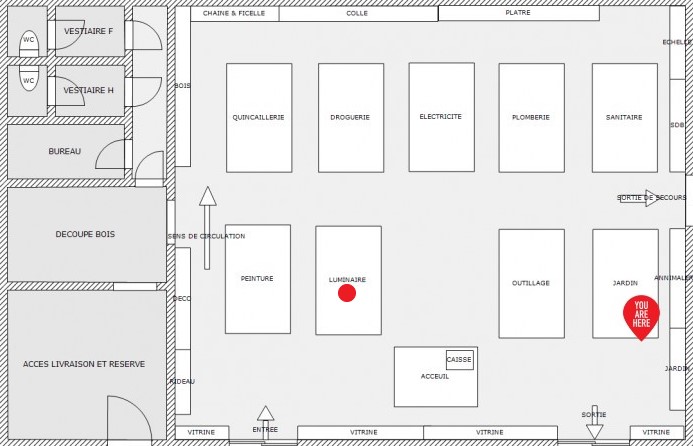 CHAINE & FICELLE
COLLE
PLATRE
WC
VESTIAIRE F
ECHELLE
WC
VESTIAIRE H
BOIS
QUINCAILLERIE
DROGUERIE
ELECTRICITE
PLOMBERIE
SANITAIRE
SDB
BUREAU
SORTIE DE SECOURS
DECOUPE BOIS
SENS DE CIRCULATION
PEINTURE
LUMINAIRE
OUTILLAGE
JARDIN
ANNIMALER
DECO
YOU
ARE
HERE
ACCES LIVRAISON ET RESERVE
CAISSE
ACCEUIL
JARDIN
RIDEAU
SORTIE
VITRINE
ENTREE
VITRINE
VITRINE
VITRINE